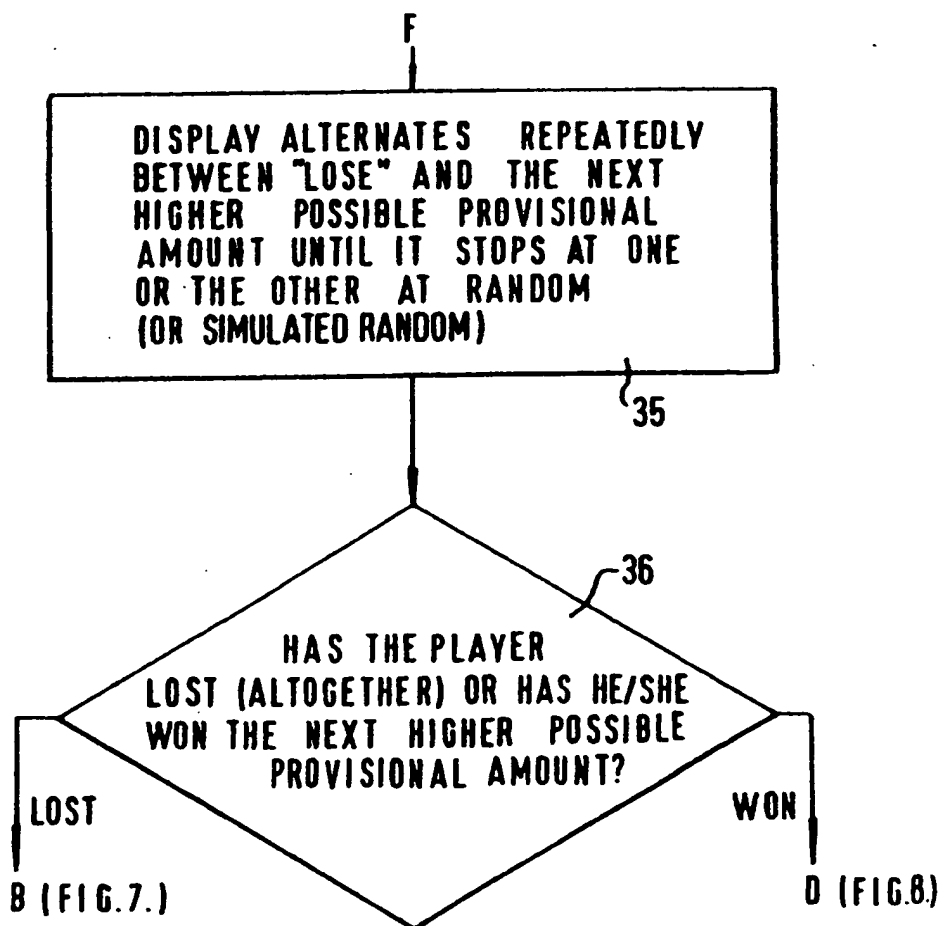 F
DISPLAY ALTERNATES REPEATEDLY
BETWEEN "LOSE" AND THE NEXT
HIGHER POSSIBLE PROVISIONAL
AMOUNT UNTIL IT STOPS AT ONE
OR THE OTHER AT RANDOM
(OR SIMULATED RANDOM)
35
36
HAS THE PLAYER
LOST (ALTOGETHER) OR HAS HE/SHE
WON THE NEXT HIGHER POSSIBLE
PROVISIONAL AMOUNT?
LOST
WON
B (FIG.7.)
D (FIG.8.)